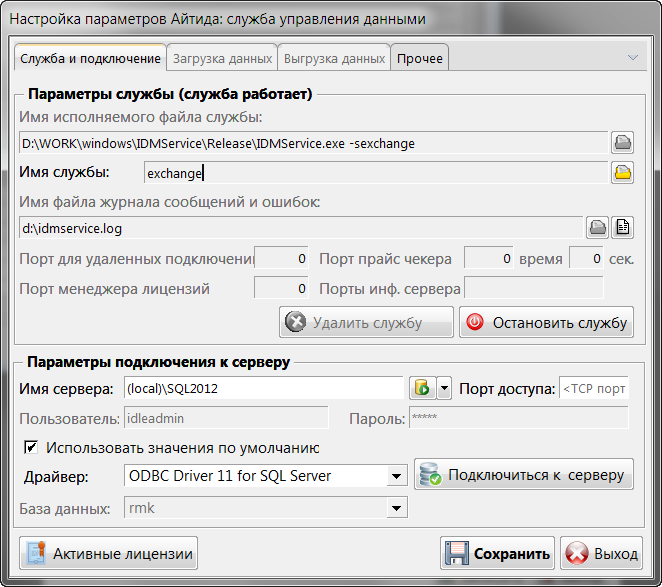 Настройка параметров Айтида: служба управления данными
Служба и подключение Загрузка данных Выгрузка данных Прочее
Параметры службы (служба работает)
Имя исполняемого файла службы:
D:\WORK\windows\IDMService\Release\IDMService.exe -sexchange
Имя службы: exchange
Имя файла журнала сообщений и ошибок:
d:\idmservice.log
Порт для удаленных подключени 0 Порт прайс чекера 0 время 0 сек.
Порт менеджера лицензий 0 Порты инф. сервера
Удалить службу Остановить службу
Параметры подключения к серверу
Имя сервера: (local)\SQL2012 Порт доступа: <TCP порт
Пользователь: idleadmin Пароль: *****
Использовать значения по умолчанию
Драйвер: ODBC Driver 11 for SQL Server Подключиться к серверу
База данных: rmk
Активные лицензии Сохранить Выход